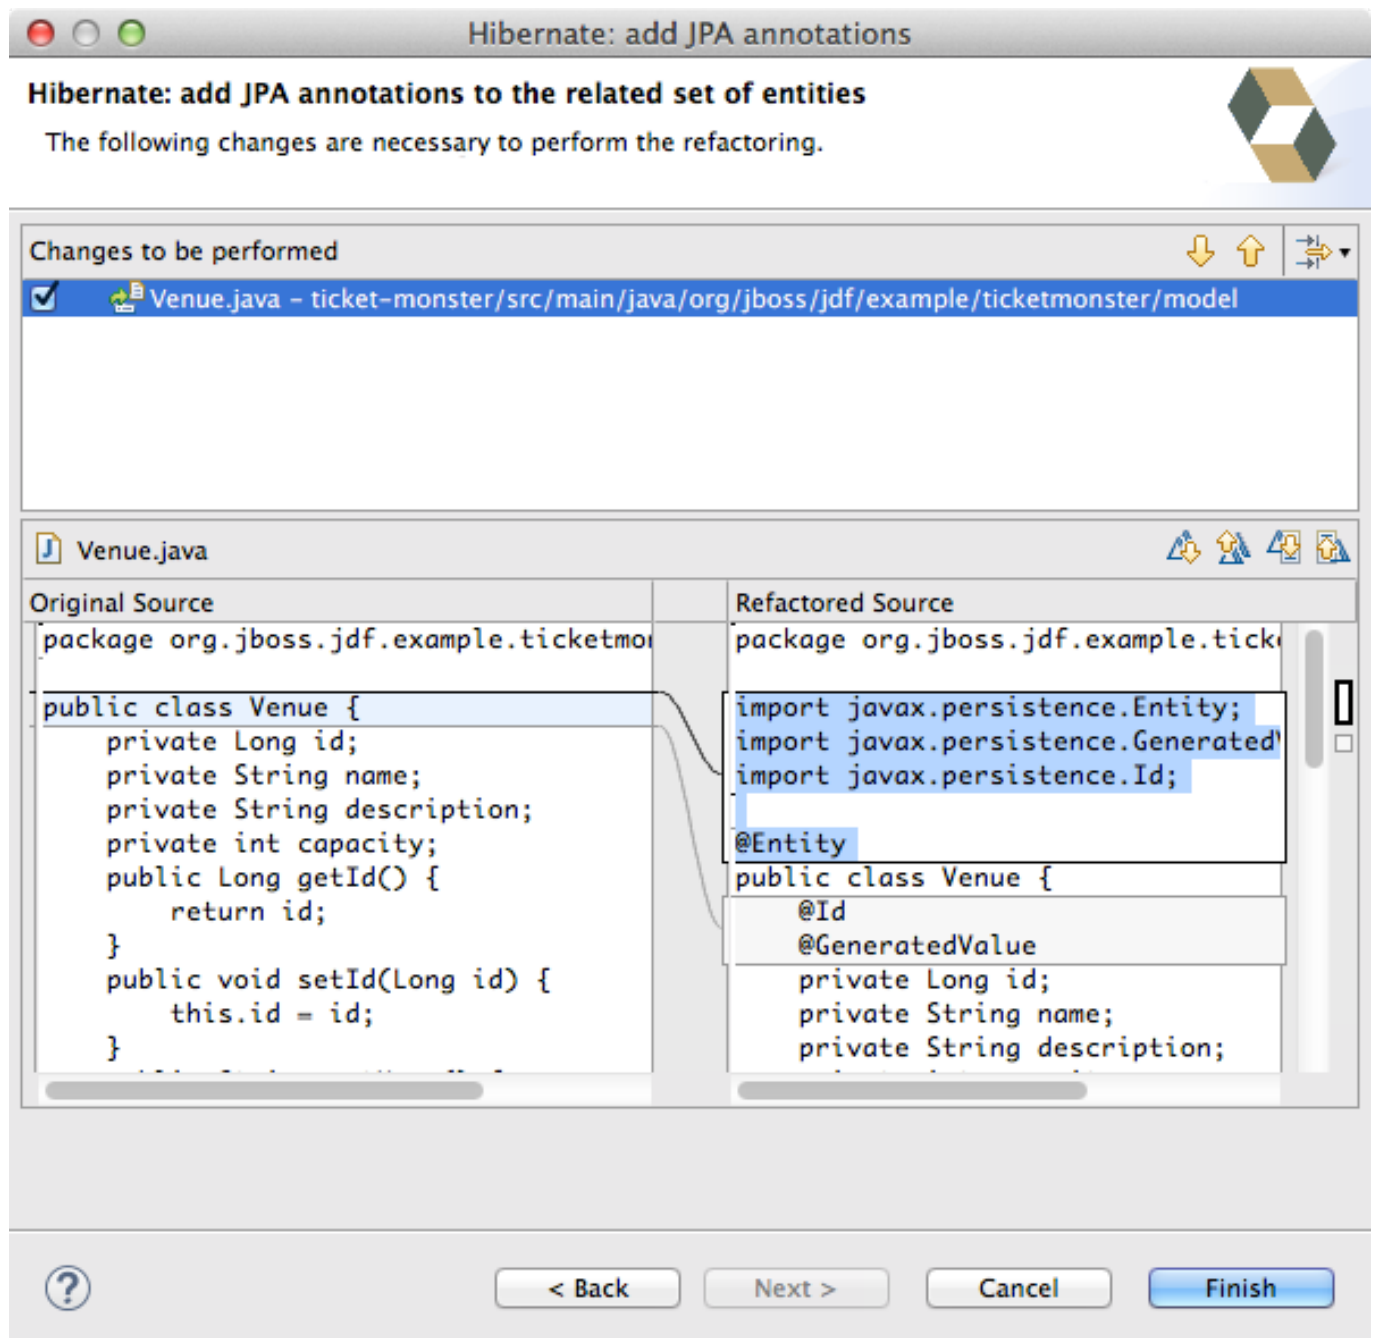 Hibernate: add JPA annotations
Hibernate: add JPA annotations to the related set of entities
The following changes are necessary to perform the refactoring.
Changes to be performed
Venue.java – ticket-monster/src/main/java/org/jboss/jdf/example/ticketmonster/model
Venue.java
Original Source
package org.jboss.jdf.example.ticketmo
public class Venue {
private Long id;
private String name;
private String description;
private int capacity;
public Long getId() {
return id;
}
public void setId(Long id) {
this.id = id;
}
Refactored Source
package org.jboss.jdf.example.tick
import javax.persistence.Entity;
import javax.persistence.Generated
import javax.persistence.Id;
@Entity
public class Venue {
@Id
@GeneratedValue
private Long id;
private String name;
private String description;
?
< Back
Next >
Cancel
Finish